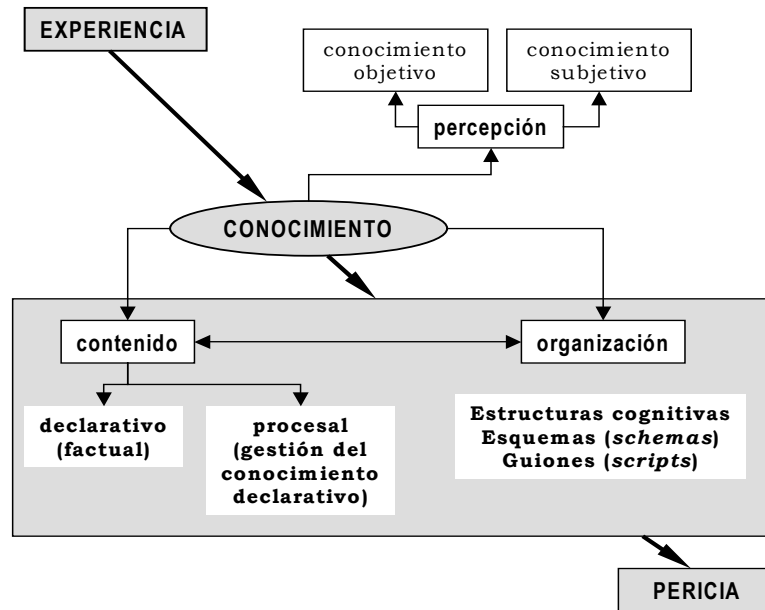 EXPERIENCIA
conocimiento
objetivo
conocimiento
subjetivo
percepción
CONOCIMIENTO
contenido
organización
declarativo
(factual)
procesal
(gestión del
conocimiento
declarativo)
Estructuras cognitivas
Esquemas (schemas)
Guiones (scripts)
PERICIA